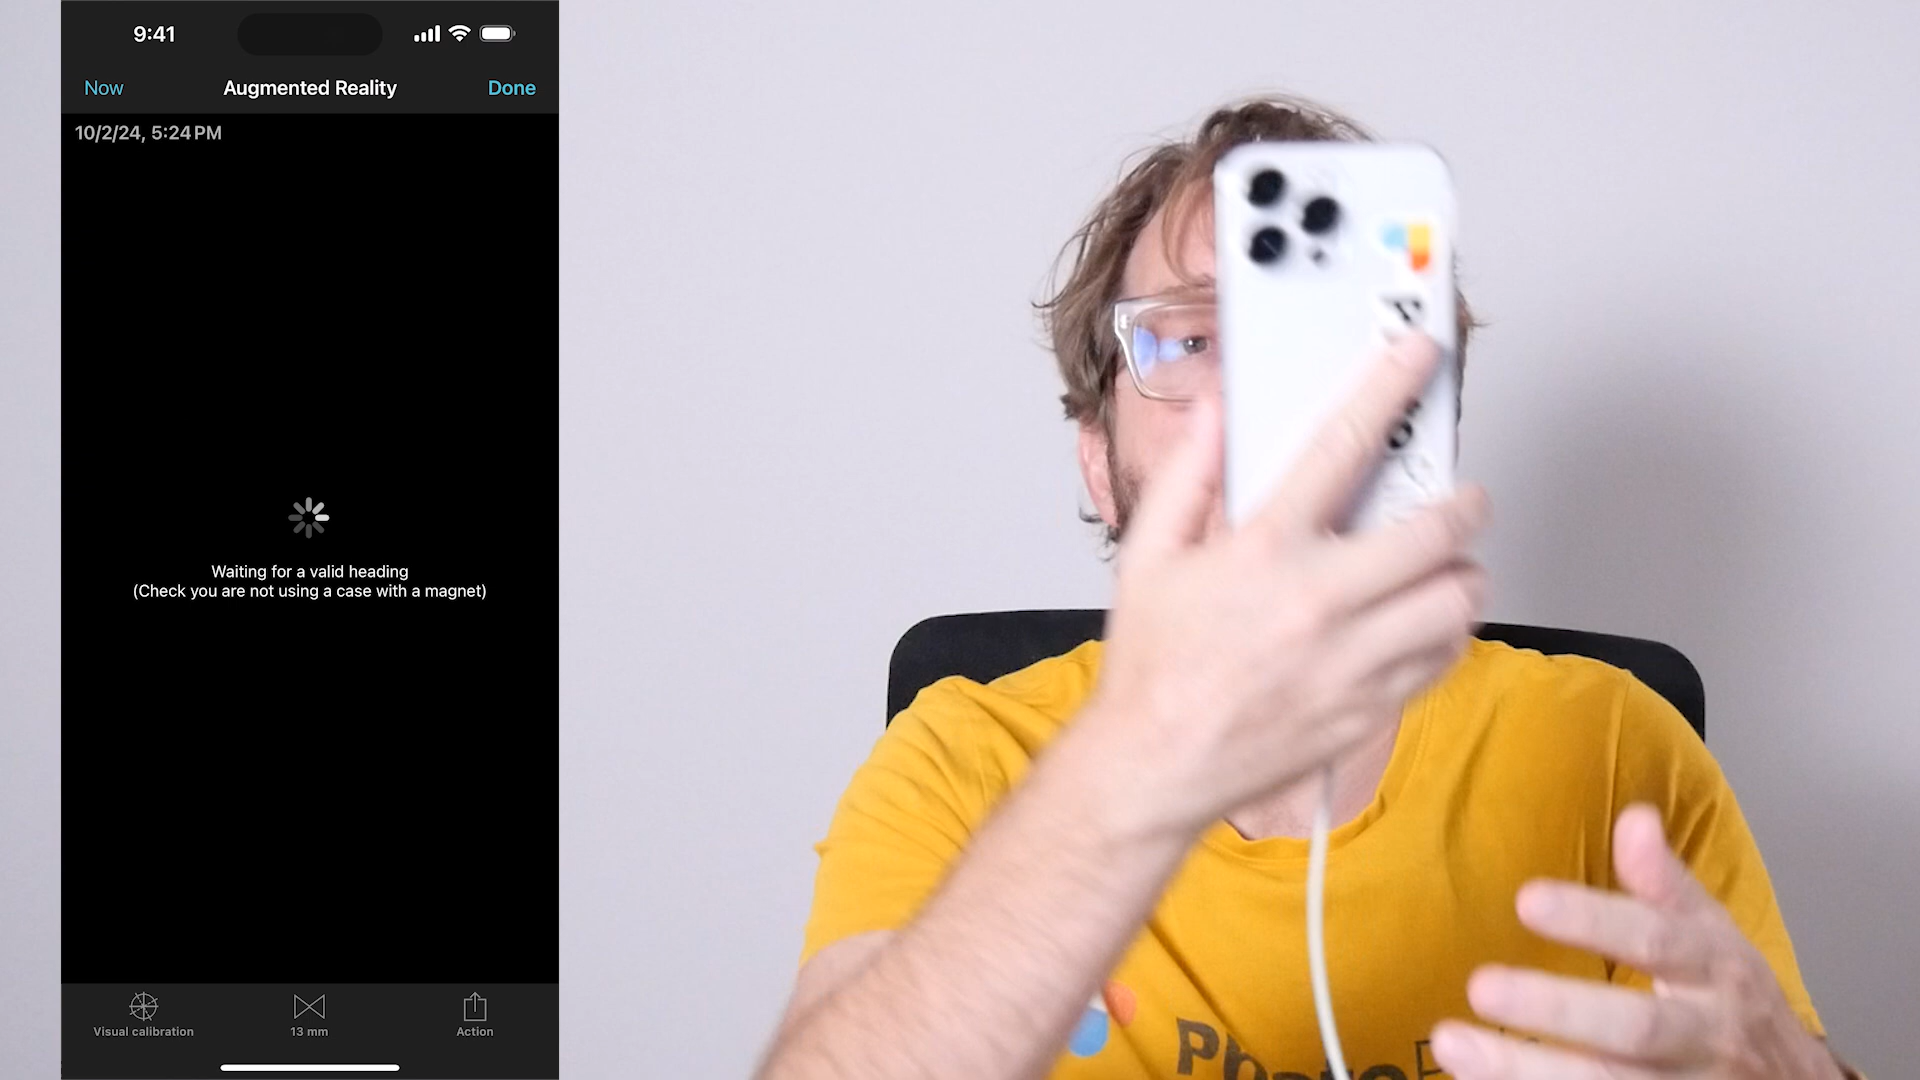 9:41
Now
Augmented Reality
Done
10/2/24, 5:24 PM
Waiting for a valid heading
(Check you are not using a case with a magnet)
Visual calibration
13 mm
Action